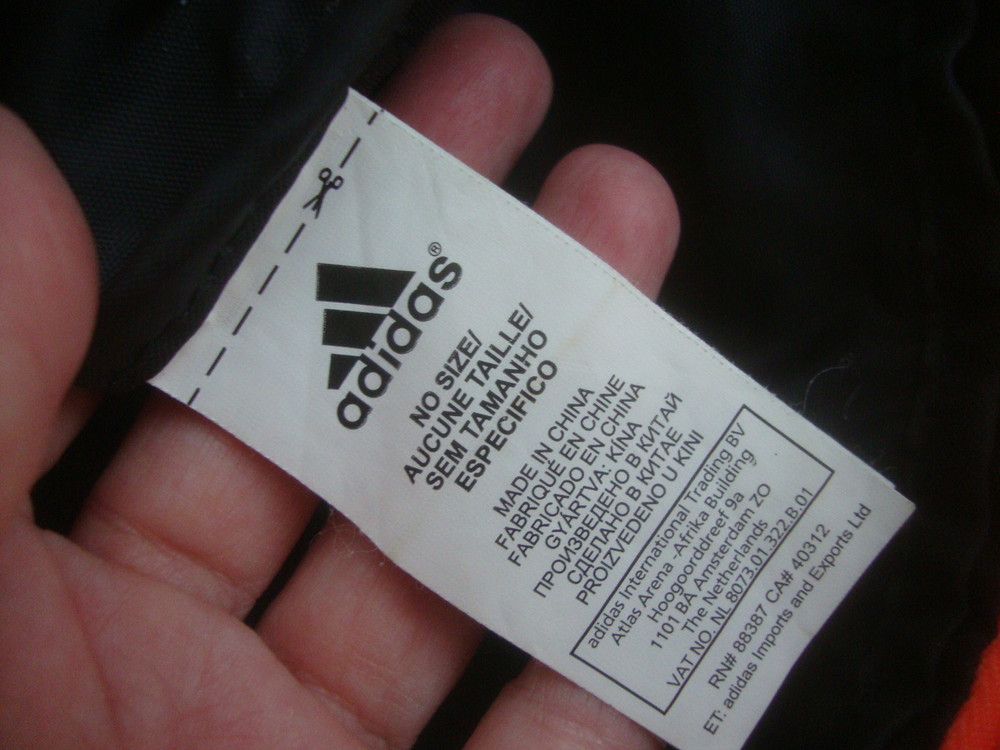 adidas®
NO SIZE/
AUCUNE TAILLE/
SEM TAMANHO
ESPECIFICO
MADE IN CHINA
FABRIQUÉ EN CHINE
FABRCADO EN CHINA
GYÁRTVA: KÍNA
ПРОИЗВЕДЕНО В КИТАЙ
СДЕЛАНО В КИТАЕ
PROIZVEDENO U KINI
adidas International Trading BV
Atlas Arena - Afrika Building
Hoogoorddreef 9a
1101 BA Amsterdam ZO
The Netherlands
VAT NO. NL 8073.01.322.B.01
RN# 88387 CA# 40312
ET: adidas Imports and Exports Ltd